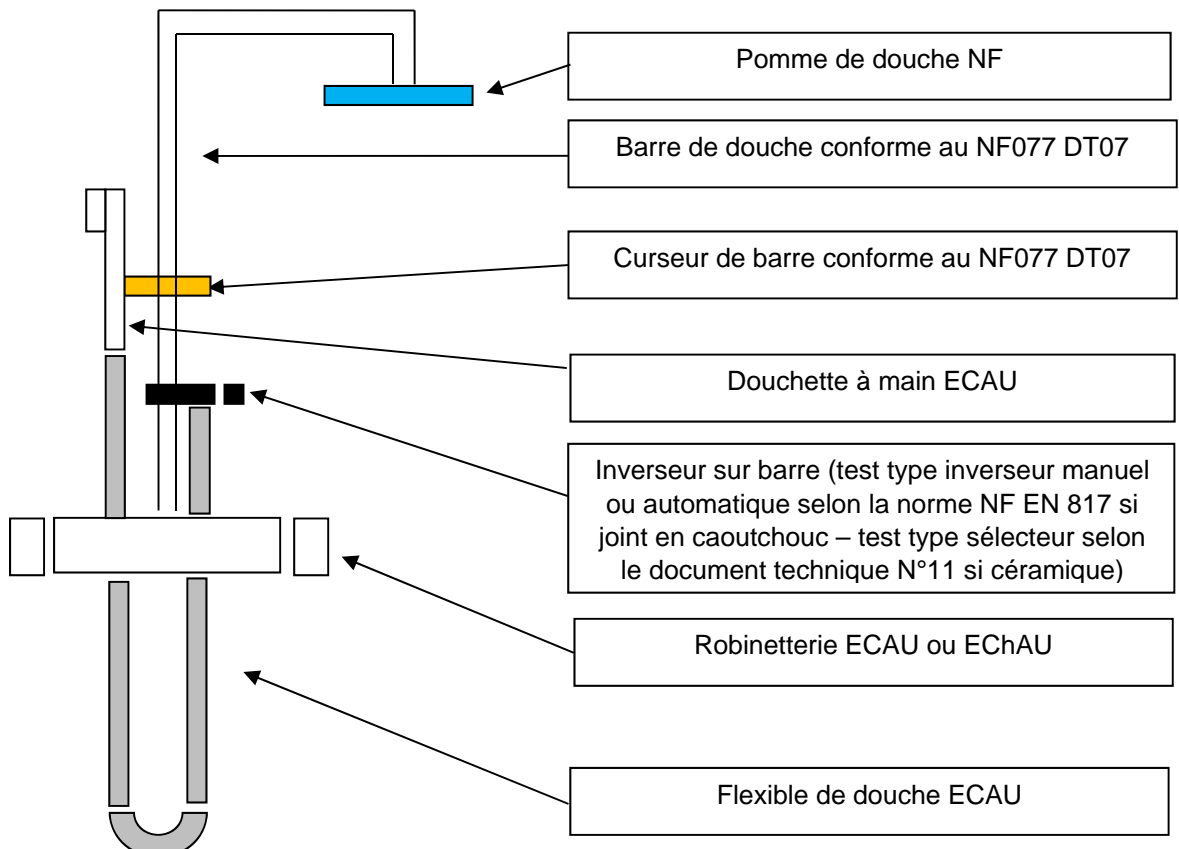 Pomme de douche NF
Barre de douche conforme au NF077 DT07
Curseur de barre conforme au NF077 DT07
Douchette à main ECAU
Inverseur sur barre (test type inverseur manuel
ou automatique selon la norme NF EN 817 si
joint en caoutchouc – test type sélecteur selon
le document technique N°11 si céramique)
Robinetterie ECAU ou EChAU
Flexible de douche ECAU